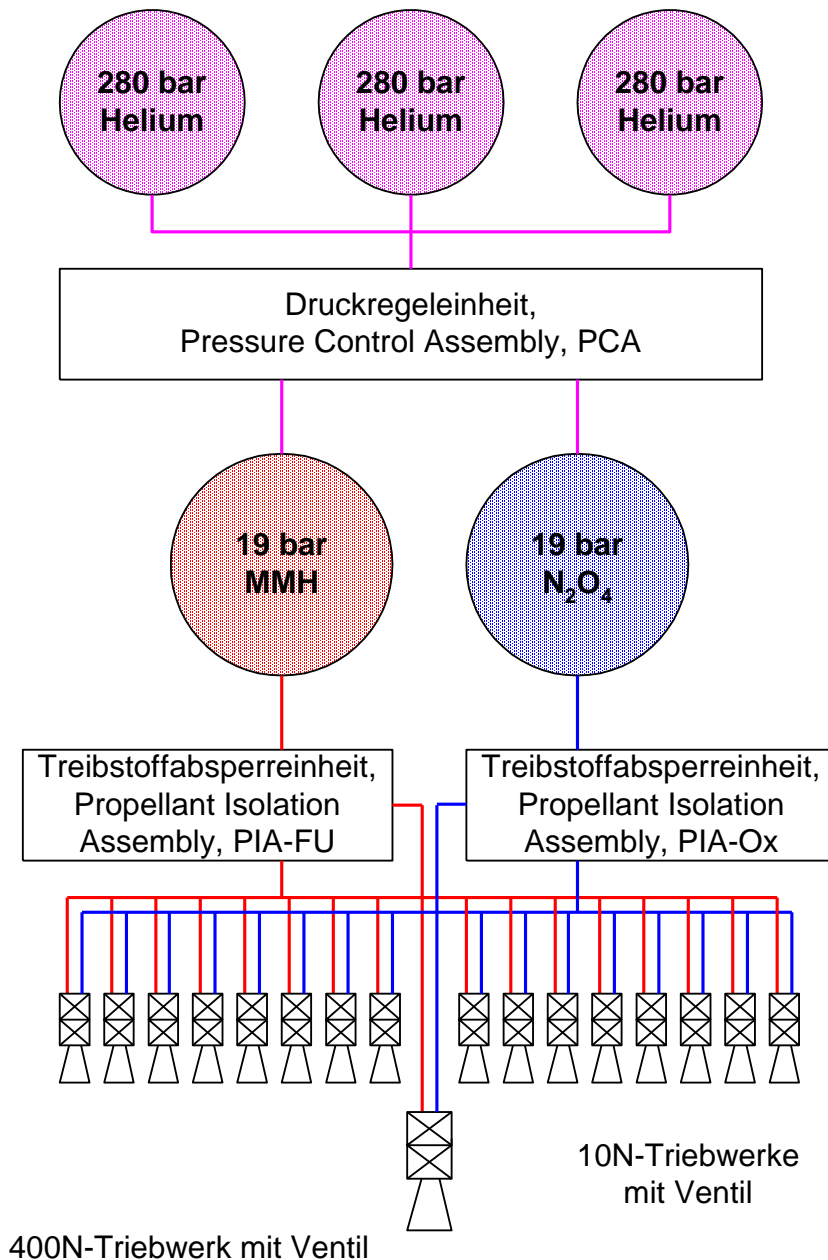 280 bar
Helium
280 bar
Helium
280 bar
Helium
Druckregeleinheit,
Pressure Control Assembly, PCA
19 bar
MMH
19 bar
N₂O₄
Treibstoffabsperreinheit,
Propellant Isolation
Assembly, PIA-FU
Treibstoffabsperreinheit,
Propellant Isolation
Assembly, PIA-Ox
10N-Triebwerke
mit Ventil
400N-Triebwerk mit Ventil